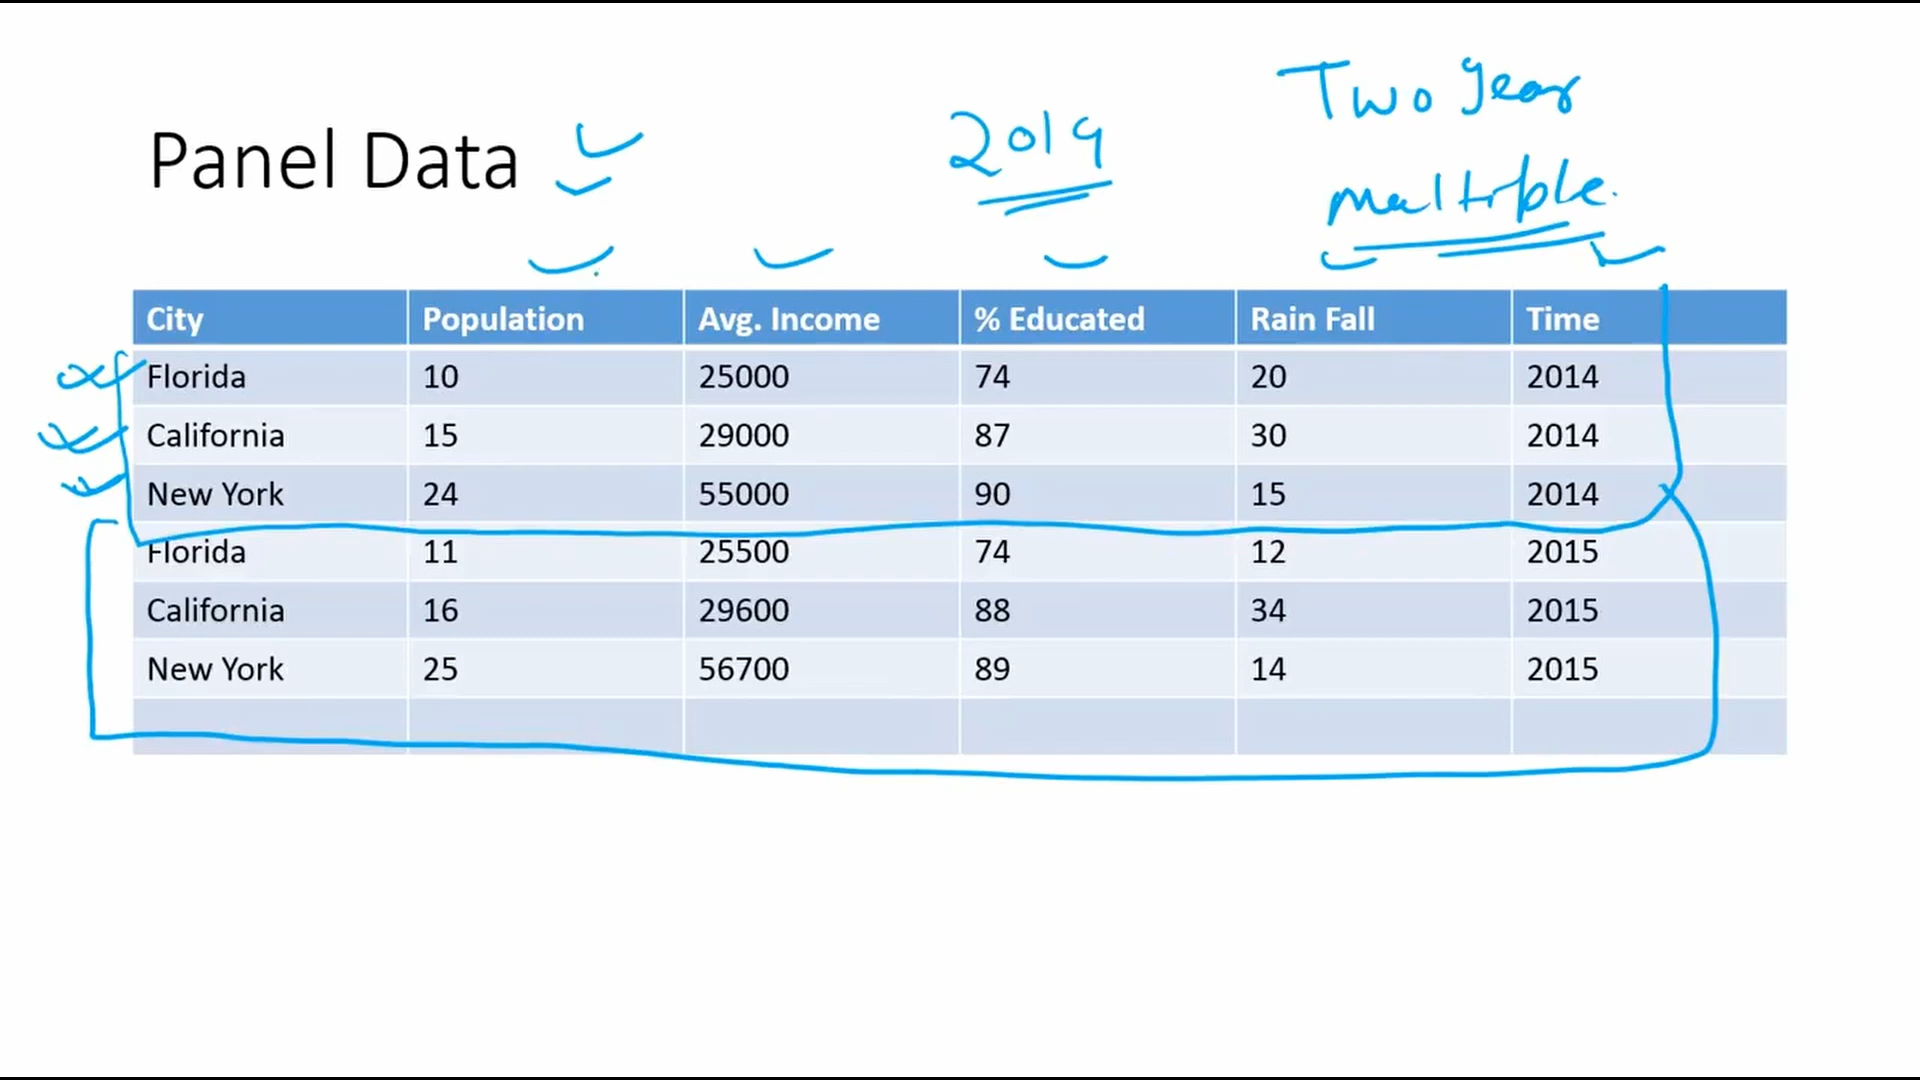 Two year
Panel Data
2019
multiple.
City Population Avg. Income % Educated Rain Fall Time
Florida 10 25000 74 20 2014
California 15 29000 87 30 2014
New York 24 55000 90 15 2014
Florida 11 25500 74 12 2015
California 16 29600 88 34 2015
New York 25 56700 89 14 2015